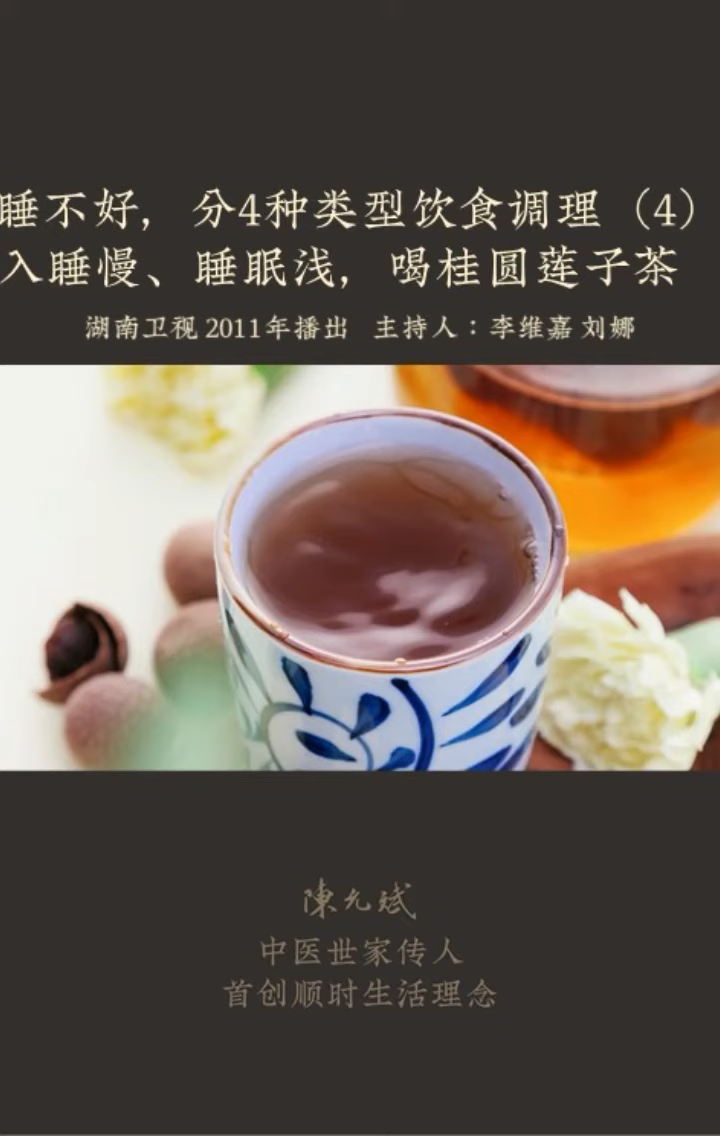 睡不好，分4种类型饮食调理（4）
入睡慢、睡眠浅，喝桂圆莲子茶
湖南卫视 2011年播出 主持人：李维嘉 刘娜
陳允斌
中医世家传人
首创顺时生活理念